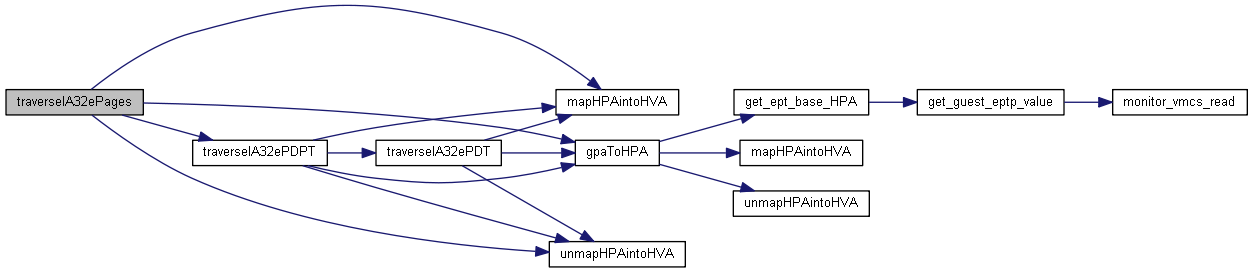 traverseIA32ePages
traverseIA32ePDPT
traverseIA32ePDT
mapHPAintoHVA
gpaToHPA
unmapHPAintoHVA
get_ept_base_HPA
mapHPAintoHVA
unmapHPAintoHVA
get_guest_eptp_value
monitor_vmcs_read